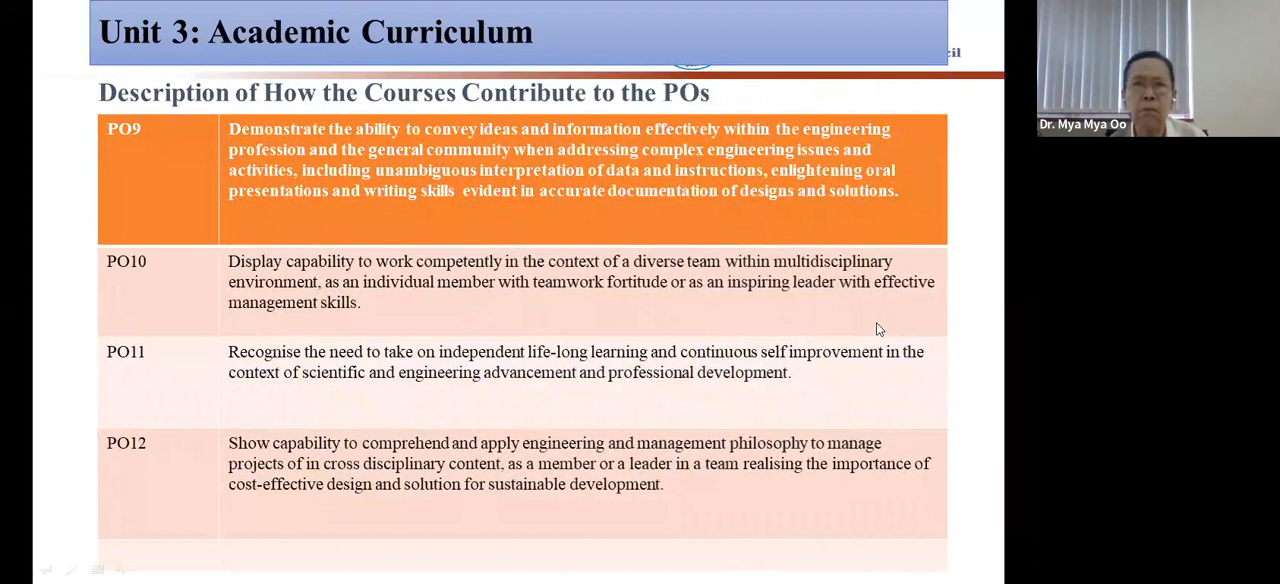 Unit 3: Academic Curriculum
cil
Description of How the Courses Contribute to the POs
PO9
Demonstrate the ability to convey ideas and information effectively within the engineering
profession and the general community when addressing complex engineering issues and
activities, including unambiguous interpretation of data and instructions, enlightening oral
presentations and writing skills evident in accurate documentation of designs and solutions.
PO10
Display capability to work competently in the context of a diverse team within multidisciplinary
environment, as an individual member with teamwork fortitude or as an inspiring leader with effective
management skills.
PO11
Recognise the need to take on independent life-long learning and continuous self improvement in the
context of scientific and engineering advancement and professional development.
PO12
Show capability to comprehend and apply engineering and management philosophy to manage
projects of in cross disciplinary content, as a member or a leader in a team realising the importance of
cost-effective design and solution for sustainable development.
Dr. Mya Mya Oo